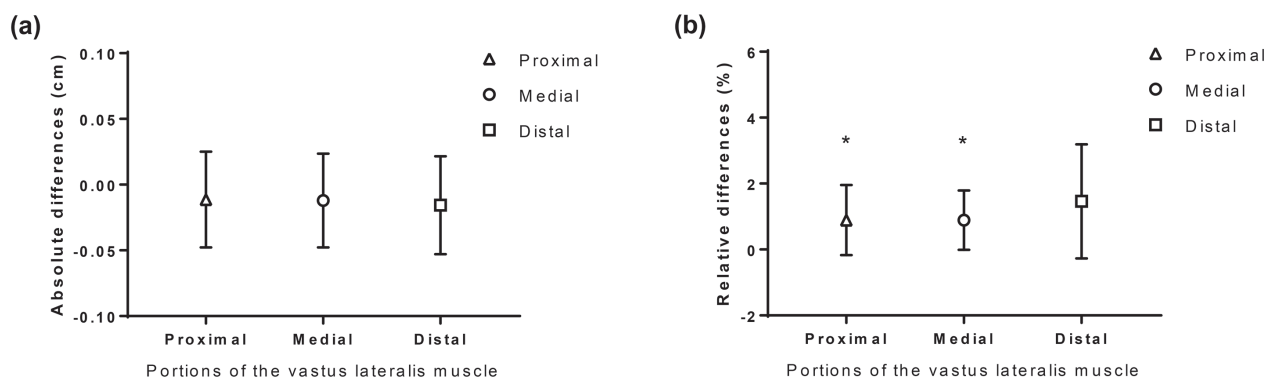 (a)
Absolute differences (cm)
0.10
0.05
0.00
-0.05
-0.10
Proximal Medial Distal
Portions of the vastus lateralis muscle
Proximal
Medial
Distal
(b)
Relative differences (%)
6
4
2
0
-2
* *
Proximal Medial Distal
Portions of the vastus lateralis muscle
Proximal
Medial
Distal